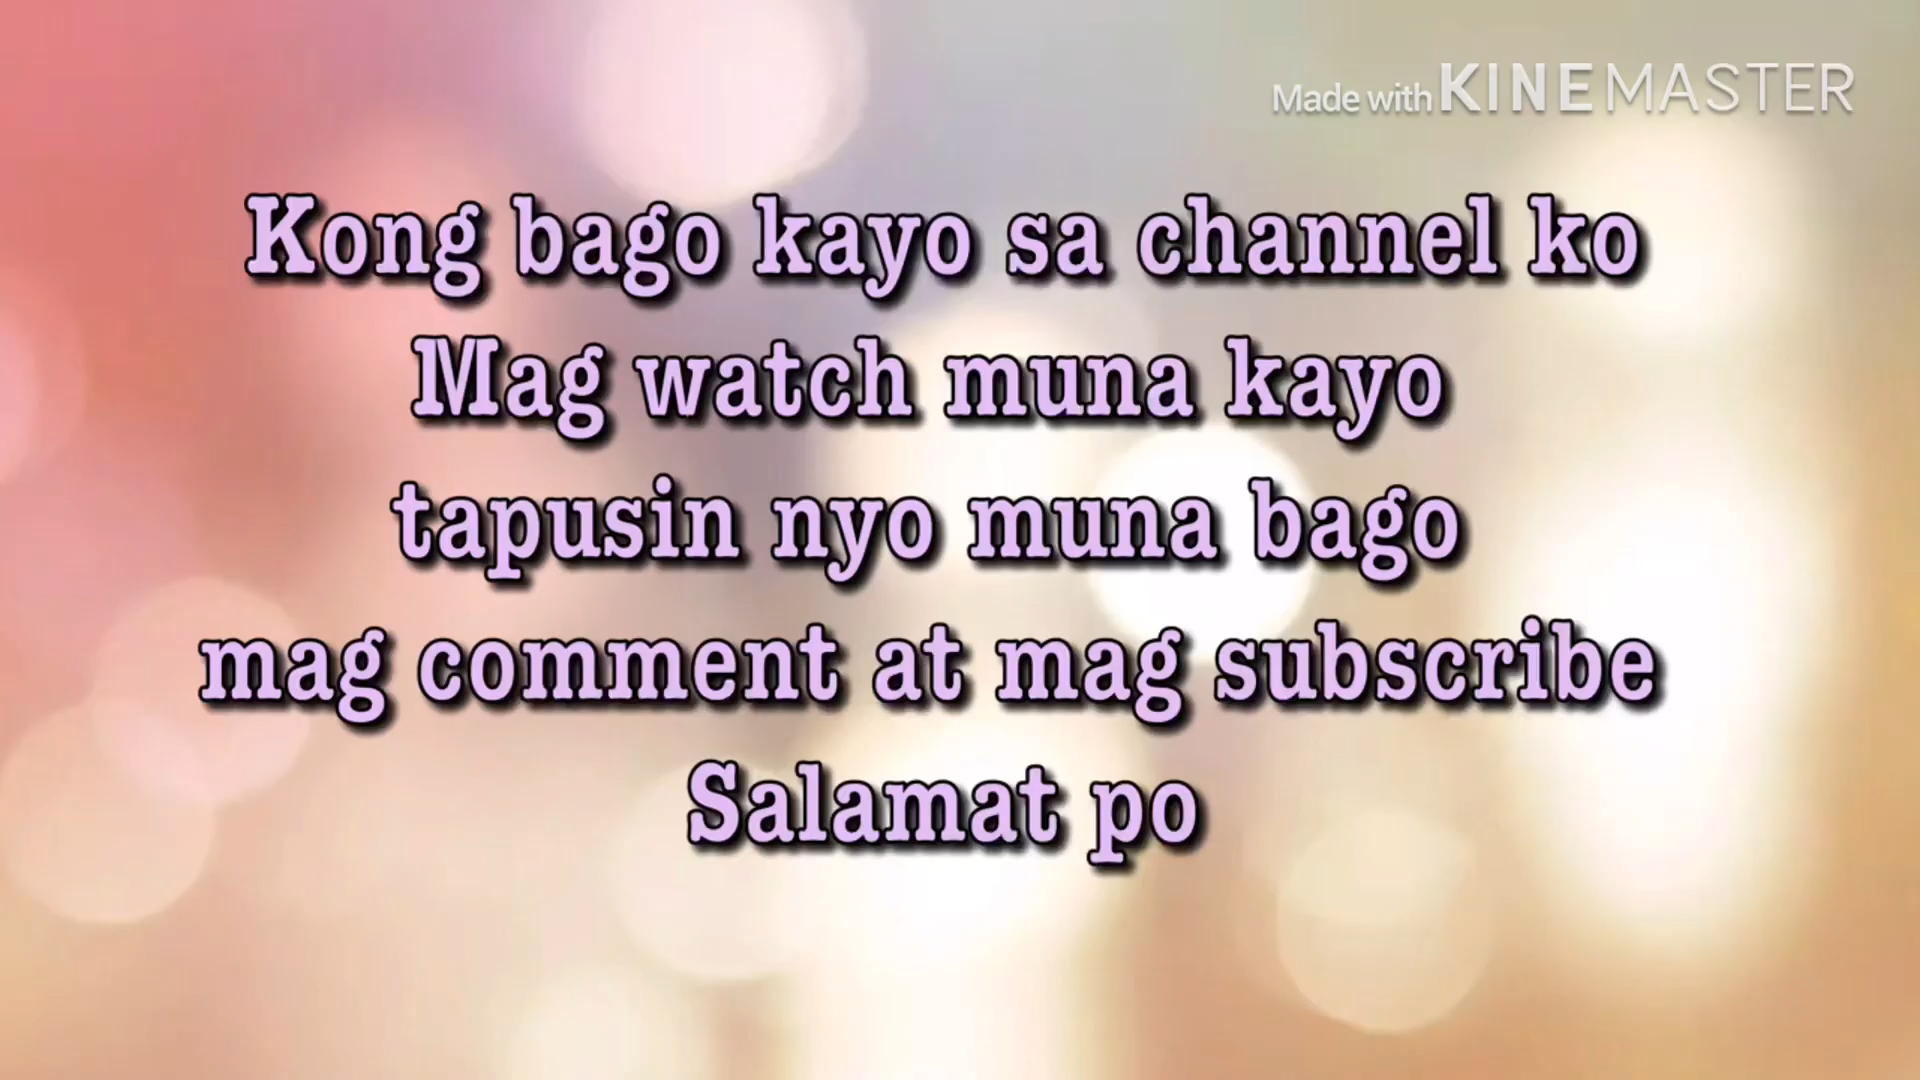 Made with KINEMASTER
Kong bago kayo sa channel ko
Mag watch muna kayo
tapusin nyo muna bago
mag comment at mag subscribe
Salamat po